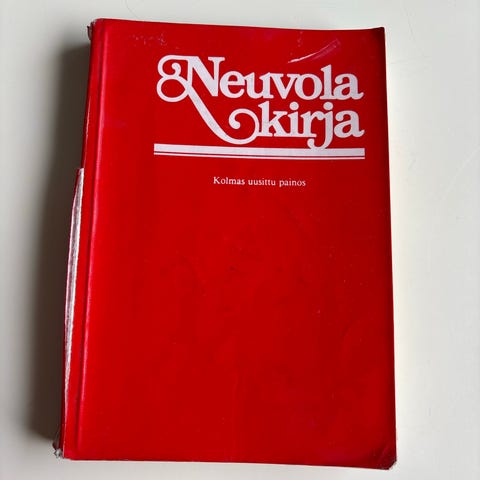 Neuvola
kirja
Kolmas uusittu painos